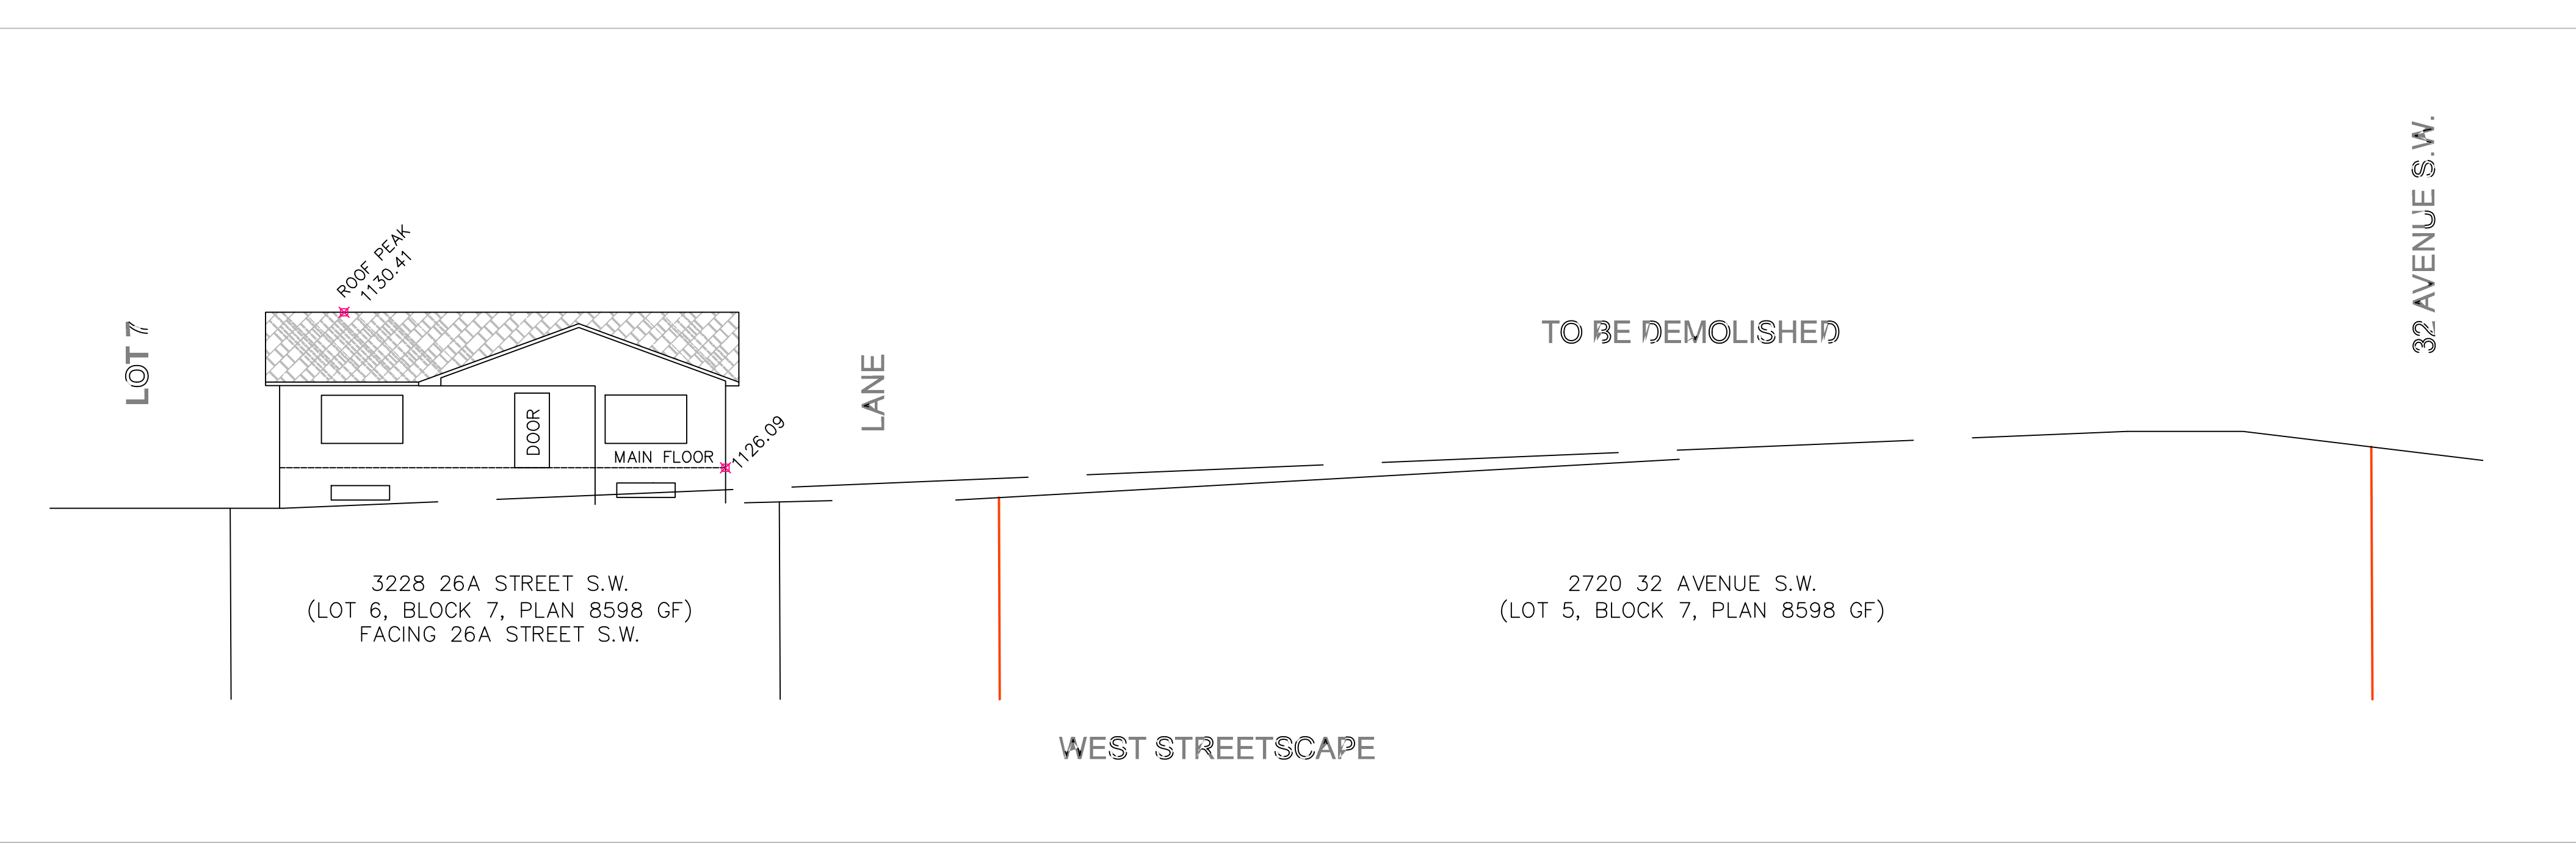 LOT 7
ROOF PEAK
1130.41
DOOR
MAIN FLOOR
1126.09
LANE
TO BE DEMOLISHED
32 AVENUE S.W.
3228 26A STREET S.W.
(LOT 6, BLOCK 7, PLAN 8598 GF)
FACING 26A STREET S.W.
2720 32 AVENUE S.W.
(LOT 5, BLOCK 7, PLAN 8598 GF)
WEST STREETSCAPE